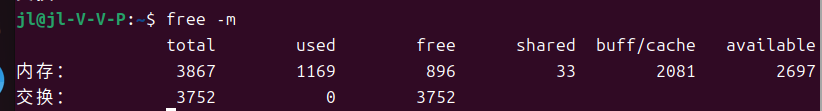 jl@jl-V-V-P:~$ free -m
total used free shared buff/cache available
内存: 3867 1169 896 33 2081 2697
交换: 3752 0 3752